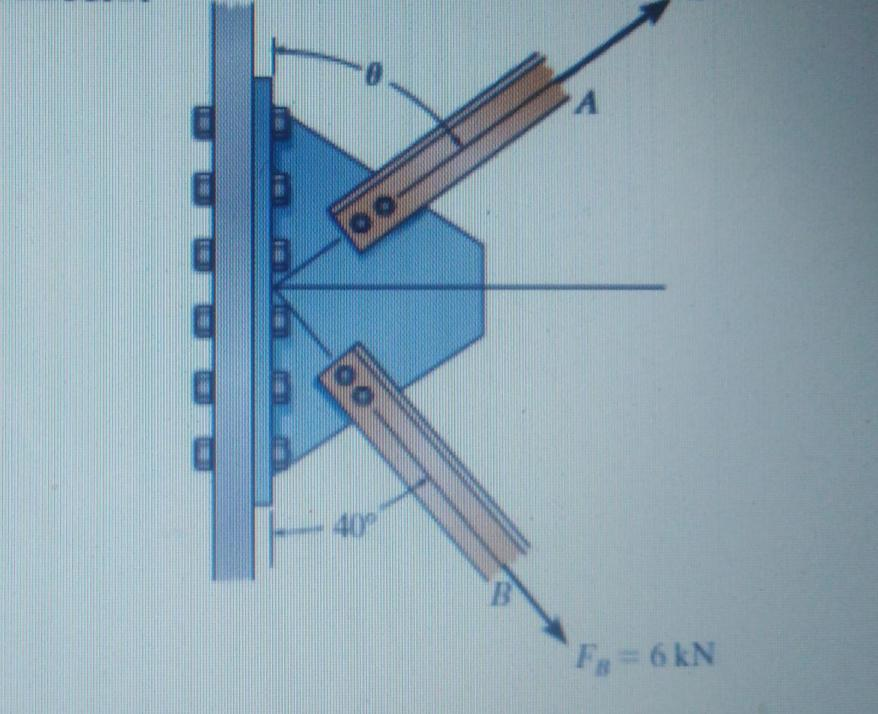 θ
A
40°
B
F_B = 6 kN